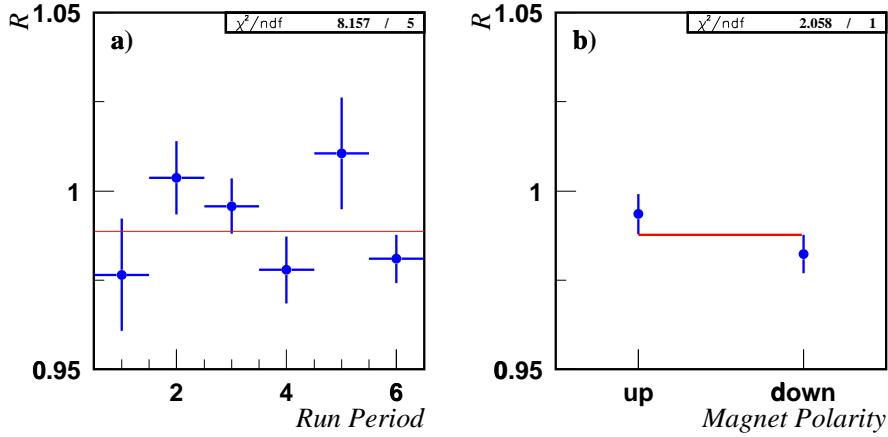 R
1.05
a)
χ²/ndf 8.157 / 5
1
0.95
2 4 6
Run Period
R
1.05
b)
χ²/ndf 2.058 / 1
1
0.95
up down
Magnet Polarity